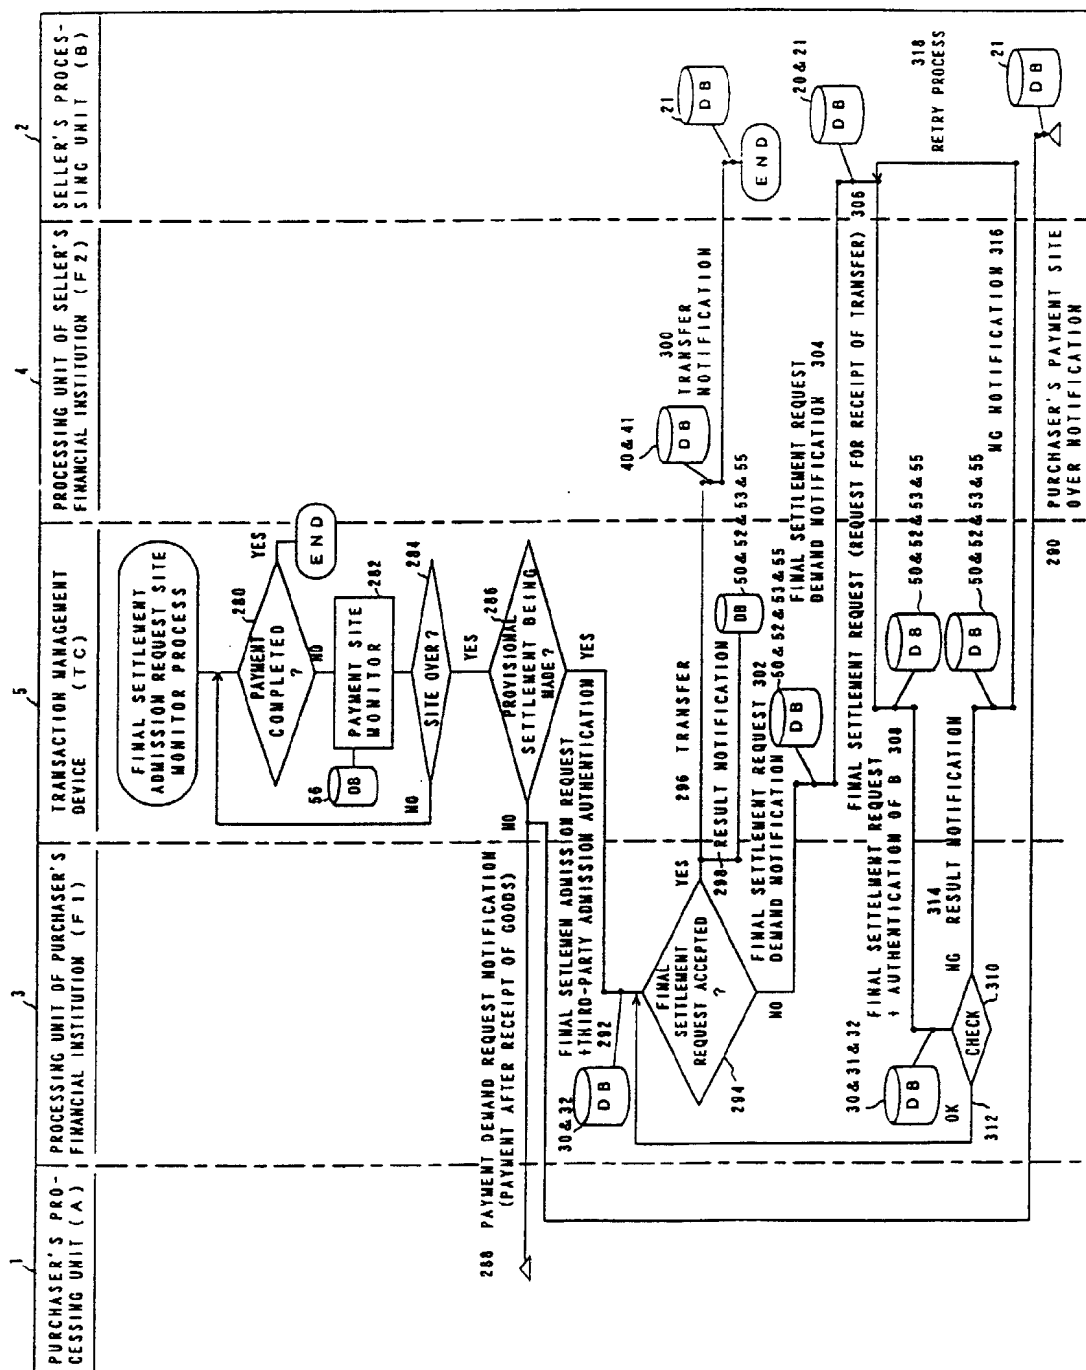 1
PURCHASER'S PRO-
CESSING UNIT (A)
3
PROCESSING UNIT OF PURCHASER'S
FINANCIAL INSTITUTION (F1)
5
TRANSACTION MANAGEMENT
DEVICE (TC)
4
PROCESSING UNIT OF SELLER'S
FINANCIAL INSTITUTION (F2)
2
SELLER'S PROCES-
SING UNIT (B)
FINAL SETTLEMENT
ADMISSION REQUEST SITE
MONITOR PROCESS
280
PAYMENT
COMPLETED
?
YES
END
NO
282
PAYMENT SITE
MONITOR
56
DB
284
SITE OVER?
NO
YES
286
PROVISIONAL
SETTLEMENT BEING
MADE?
NO
YES
288 PAYMENT DEMAND REQUEST NOTIFICATION
(PAYMENT AFTER RECEIPT OF GOODS)
FINAL SETLEMEN ADMISSION REQUEST
†THIRD-PARTY ADMISSION AUTHENTICATION
292
30&32
DB
FINAL
SETTLEMENT
REQUEST ACCEPTED
?
294
YES
NO
296 TRANSFER
298 RESULT NOTIFICATION
DB
50&52&53&55
40&41
DB
300
TRANSFER
NOTIFICATION
21
DB
END
FINAL SETTLEMENT REQUEST 302
DEMAND NOTIFICATION
50&52&53&55
DB
FINAL SETTLEMENT REQUEST
DEMAND NOTIFICATION 304
20&21
DB
FINAL SETTLEMENT REQUEST (REQUEST FOR RECEIPT OF TRANSFER) 306
DB
50&52&53&55
FINAL SETTELMENT REQUEST
† AUTHENTICATION OF B 308
30&31&32
DB
CHECK
310
OK
312
314
NG RESULT NOTIFICATION
DB
50&52&53&55
NG NOTIFICATION 316
318
RETRY PROCESS
21
DB
290 PURCHASER'S PAYMENT SITE
OVER NOTIFICATION